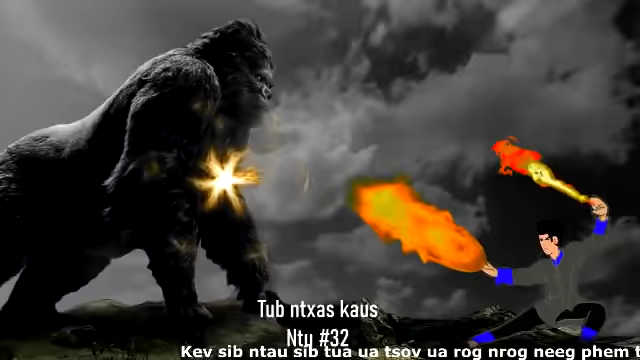 Tub ntxas kaus
Ntu #32
Kev sib ntau sib tua ua tsov ua rog nrog neeg phem